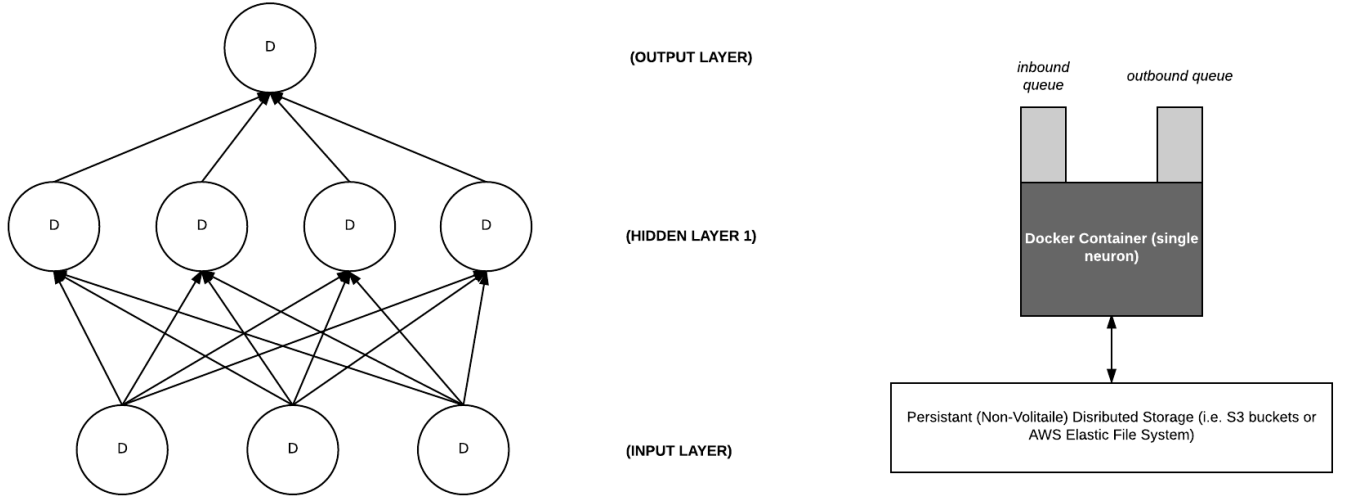 D
(OUTPUT LAYER)
inbound
queue
outbound queue
D
D
D
D
(HIDDEN LAYER 1)
Docker Container (single
neuron)
D
D
D
(INPUT LAYER)
Persistant (Non-Volitaile) Disributed Storage (i.e. S3 buckets or
AWS Elastic File System)